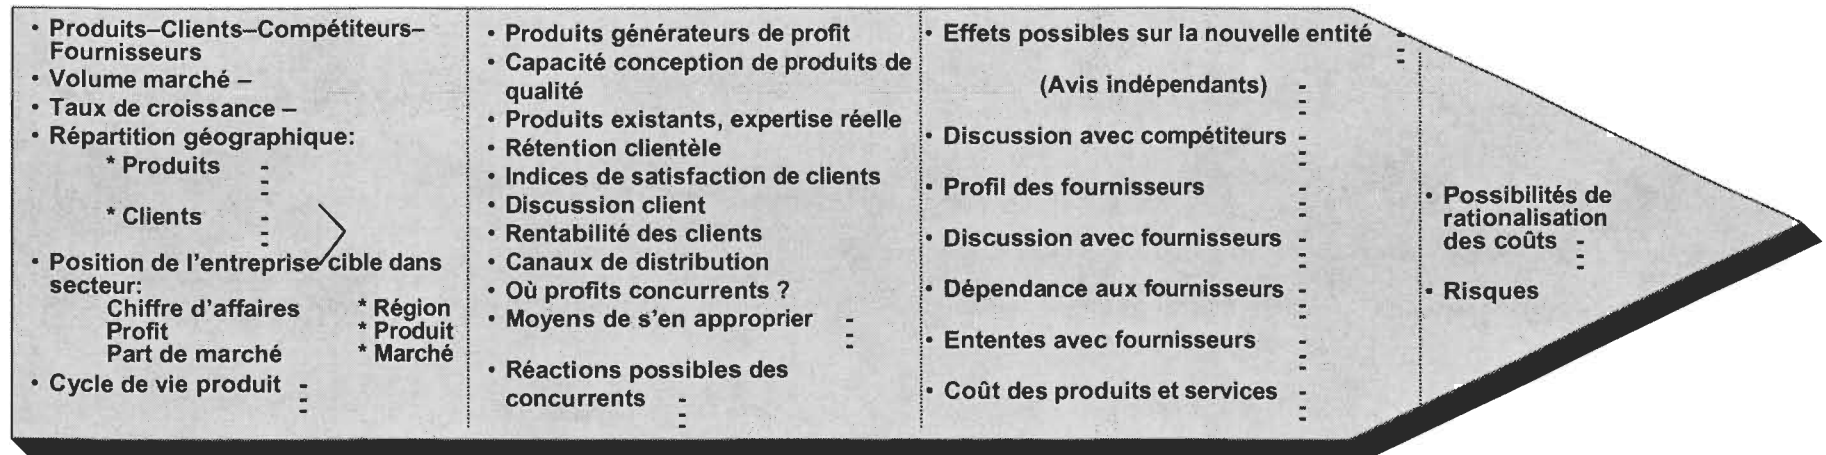 • Produits–Clients–Compétiteurs–
Fournisseurs
• Volume marché –
• Taux de croissance –
• Répartition géographique:
* Produits -
-
-
* Clients -
-
-
• Position de l'entreprise cible dans
secteur:
Chiffre d'affaires * Région
Profit * Produit
Part de marché * Marché
• Cycle de vie produit -
-
-
• Produits générateurs de profit
• Capacité conception de produits de
qualité
• Produits existants, expertise réelle
• Rétention clientèle
• Indices de satisfaction de clients
• Discussion client
• Rentabilité des clients
• Canaux de distribution
• Où profits concurrents ?
• Moyens de s'en approprier -
-
-
• Réactions possibles des
concurrents -
-
-
• Effets possibles sur la nouvelle entité -
-
-
(Avis indépendants) -
-
-
• Discussion avec compétiteurs -
-
-
• Profil des fournisseurs -
-
-
• Discussion avec fournisseurs -
-
-
• Dépendance aux fournisseurs -
-
-
• Ententes avec fournisseurs -
-
-
• Coût des produits et services -
-
-
• Possibilités de
rationalisation
des coûts -
-
-
• Risques